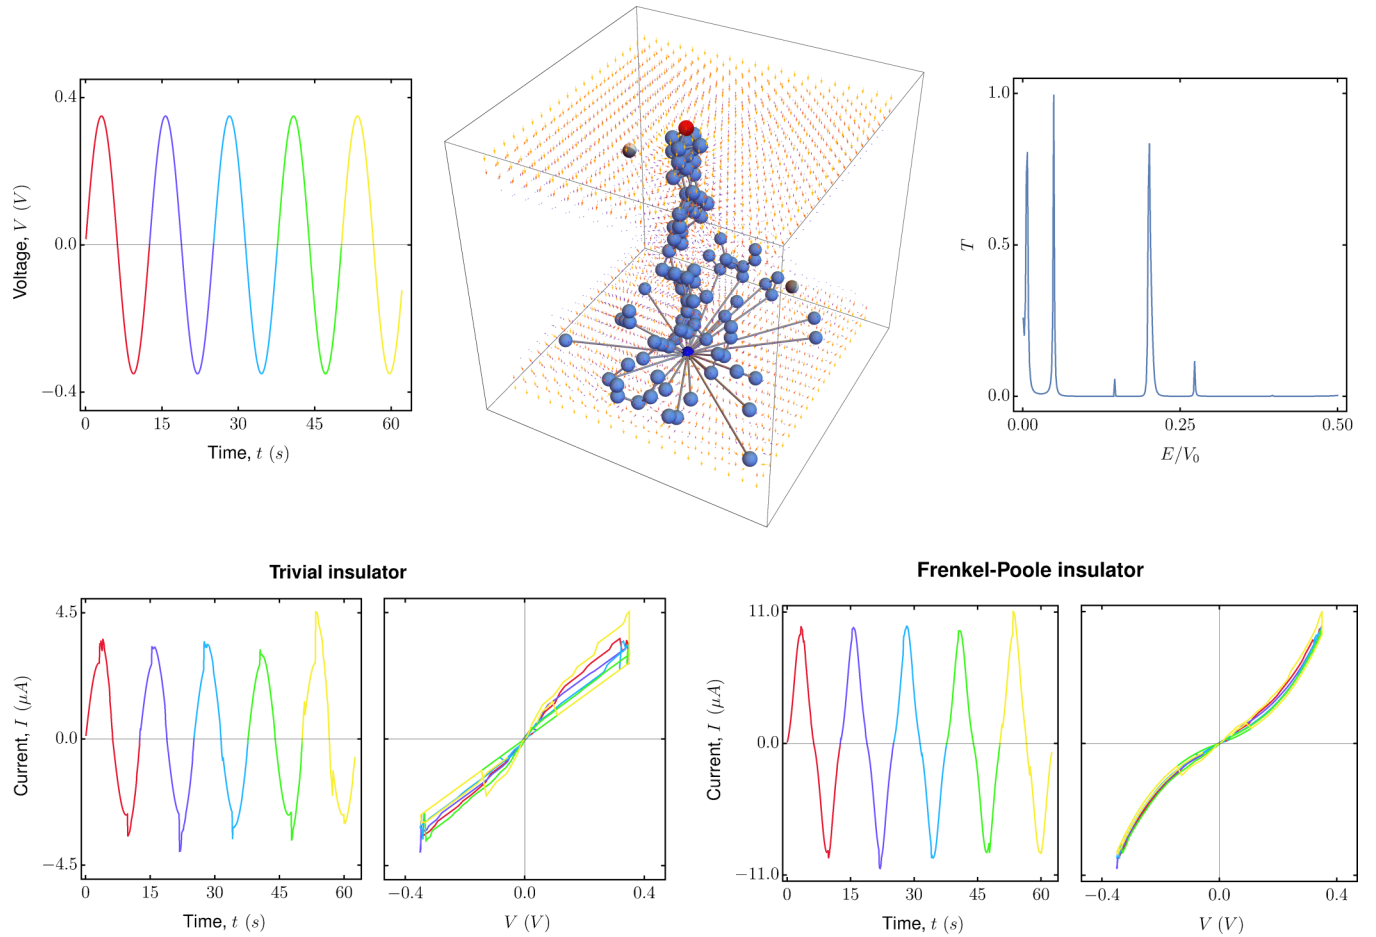 0.4
0.0
−0.4
Voltage, V (V)
0 15 30 45 60
Time, t (s)
1.0
0.5
0.0
T
0.00 0.25 0.50
E/V₀
Trivial insulator
4.5
0.0
−4.5
Current, I (μA)
0 15 30 45 60
Time, t (s)
−0.4 0.0 0.4
V (V)
Frenkel-Poole insulator
11.0
0.0
−11.0
Current, I (μA)
0 15 30 45 60
Time, t (s)
−0.4 0.0 0.4
V (V)